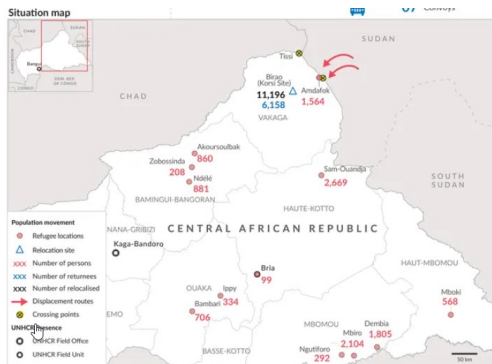 Situation map
Convoys
SUDAN
CHAD
SUDAN
Tissi
Birao
(Korsi Site)
11,196
6,158
Amdafok
1,564
VAKAGA
CHAD
Akoursoulbak
860
Zobossinda
208
Ndélé
881
BAMINGUI-BANGORAN
Sam-Ouandja
2,669
SOUTH
SUDAN
HAUTE-KOTTO
CENTRAL AFRICAN REPUBLIC
NANA-GRIBIZI
Kaga-Bandoro
HAUT-MBOMOU
Bria
99
OUAKA
Ippy
334
Bambari
706
Mboki
568
MBOMOU
Dembia
1,805
Mbiro
2,104
Ngutiforo
292
BASSE-KOTTO
50 km
Population movement
Refugee locations
Relocation site
XXX Number of persons
XXX Number of returnees
XXX Number of relocalised
Displacement routes
Crossing points
UNHCR Presence
UNHCR Field Office
UNHCR Field Unit